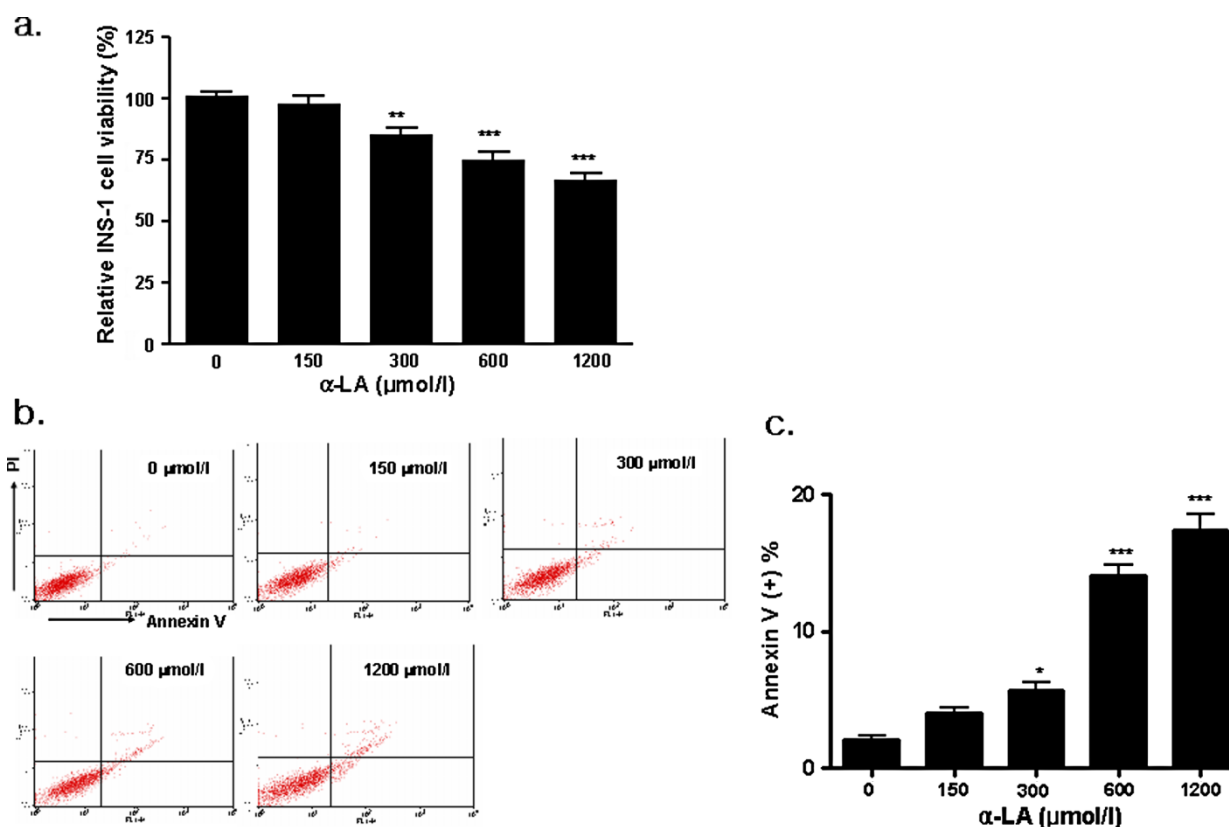 a.
Relative INS-1 cell viability (%)
125
100
75
50
25
0
**
***
***
0 150 300 600 1200
α-LA (µmol/l)
b.
PI
0 µmol/l
150 µmol/l
300 µmol/l
Annexin V
600 µmol/l
1200 µmol/l
c.
Annexin V (+) %
20
10
0
*
***
***
0 150 300 600 1200
α-LA (µmol/l)